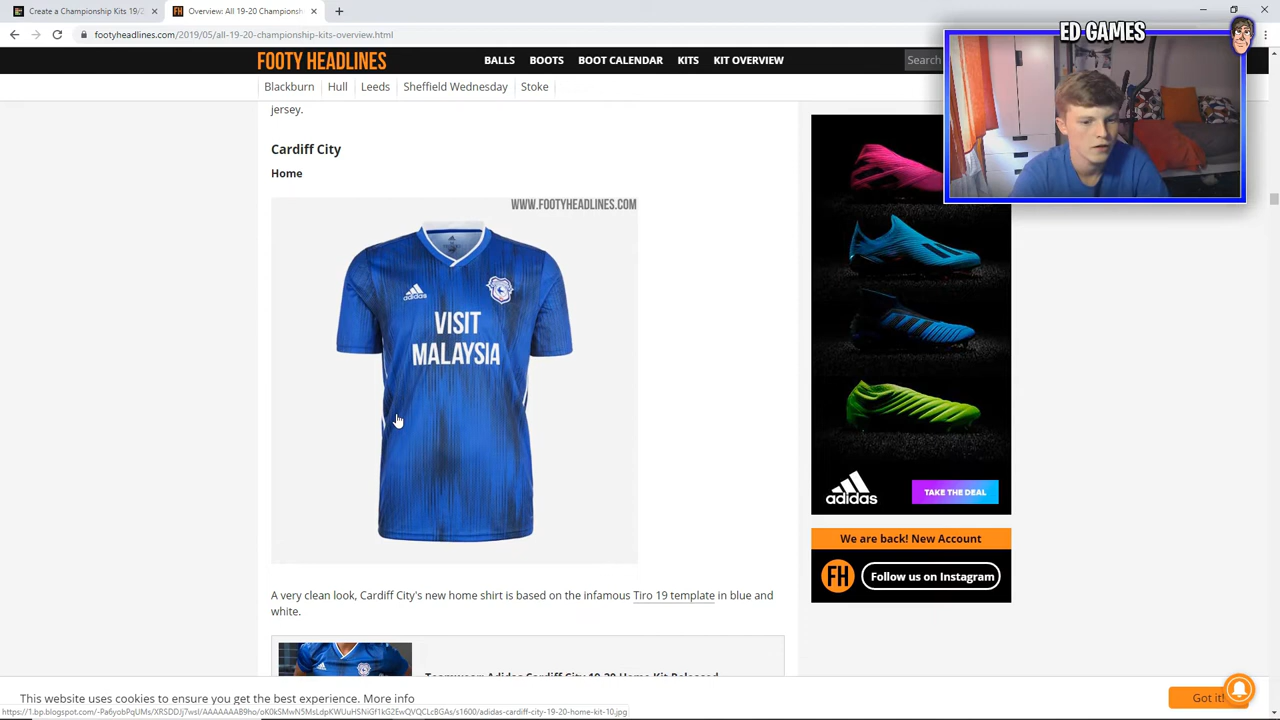 Create a Championship Kits 19/2
Overview: All 19-20 Championsh
footyheadlines.com/2019/05/all-19-20-championship-kits-overview.html
ED GAMES
FOOTY HEADLINES
BALLS BOOTS BOOT CALENDAR KITS KIT OVERVIEW
Search
Blackburn Hull Leeds Sheffield Wednesday Stoke
jersey.
Cardiff City
Home
WWW.FOOTYHEADLINES.COM
adidas
VISIT
MALAYSIA
adidas
TAKE THE DEAL
We are back! New Account
FH Follow us on Instagram
A very clean look, Cardiff City's new home shirt is based on the infamous Tiro 19 template in blue and
white.
This website uses cookies to ensure you get the best experience. More info
Got it!